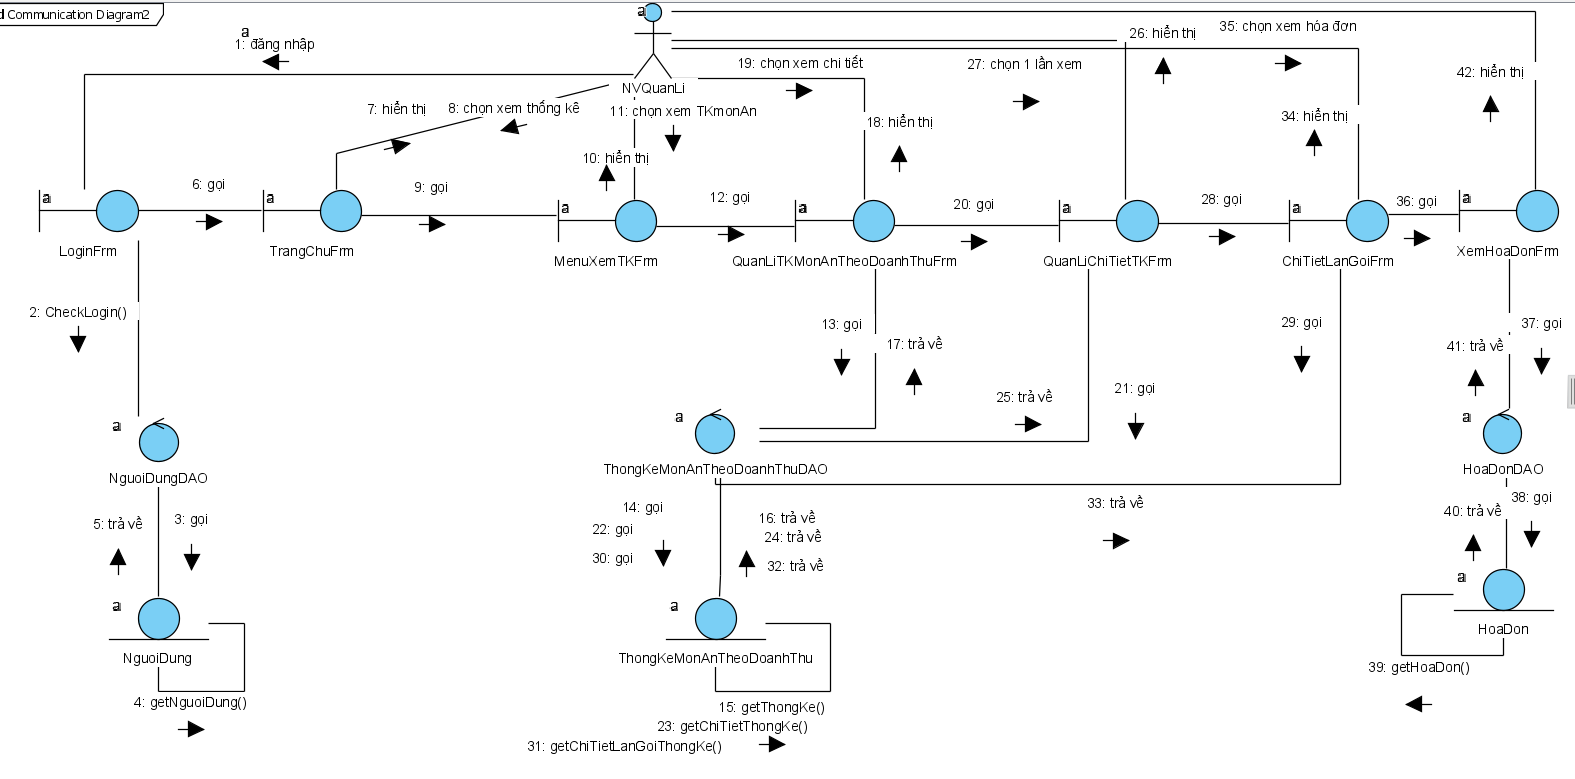 d Communication Diagram2
a
a
1: đăng nhập
26: hiển thị
35: chọn xem hóa đơn
19: chọn xem chi tiết
27: chọn 1 lần xem
42: hiển thị
NVQuanLi
7: hiển thị
8: chọn xem thống kê
11: chọn xem TKmonAn
18: hiển thị
34: hiển thị
10: hiển thị
6: gọi
9: gọi
12: gọi
20: gọi
28: gọi
36: gọi
a
a
a
a
a
a
a
LoginFrm
TrangChuFrm
MenuXemTKFrm
QuanLiTKMonAnTheoDoanhThuFrm
QuanLiChiTietTKFrm
ChiTietLanGoiFrm
XemHoaDonFrm
2: CheckLogin()
13: gọi
17: trả về
29: gọi
37: gọi
41: trả về
21: gọi
25: trả về
a
a
a
NguoiDungDAO
ThongKeMonAnTheoDoanhThuDAO
HoaDonDAO
5: trả về
3: gọi
14: gọi
22: gọi
30: gọi
16: trả về
24: trả về
32: trả về
33: trả về
38: gọi
40: trả về
a
a
a
NguoiDung
ThongKeMonAnTheoDoanhThu
HoaDon
4: getNguoiDung()
15: getThongKe()
23: getChiTietThongKe()
31: getChiTietLanGoiThongKe()
39: getHoaDon()